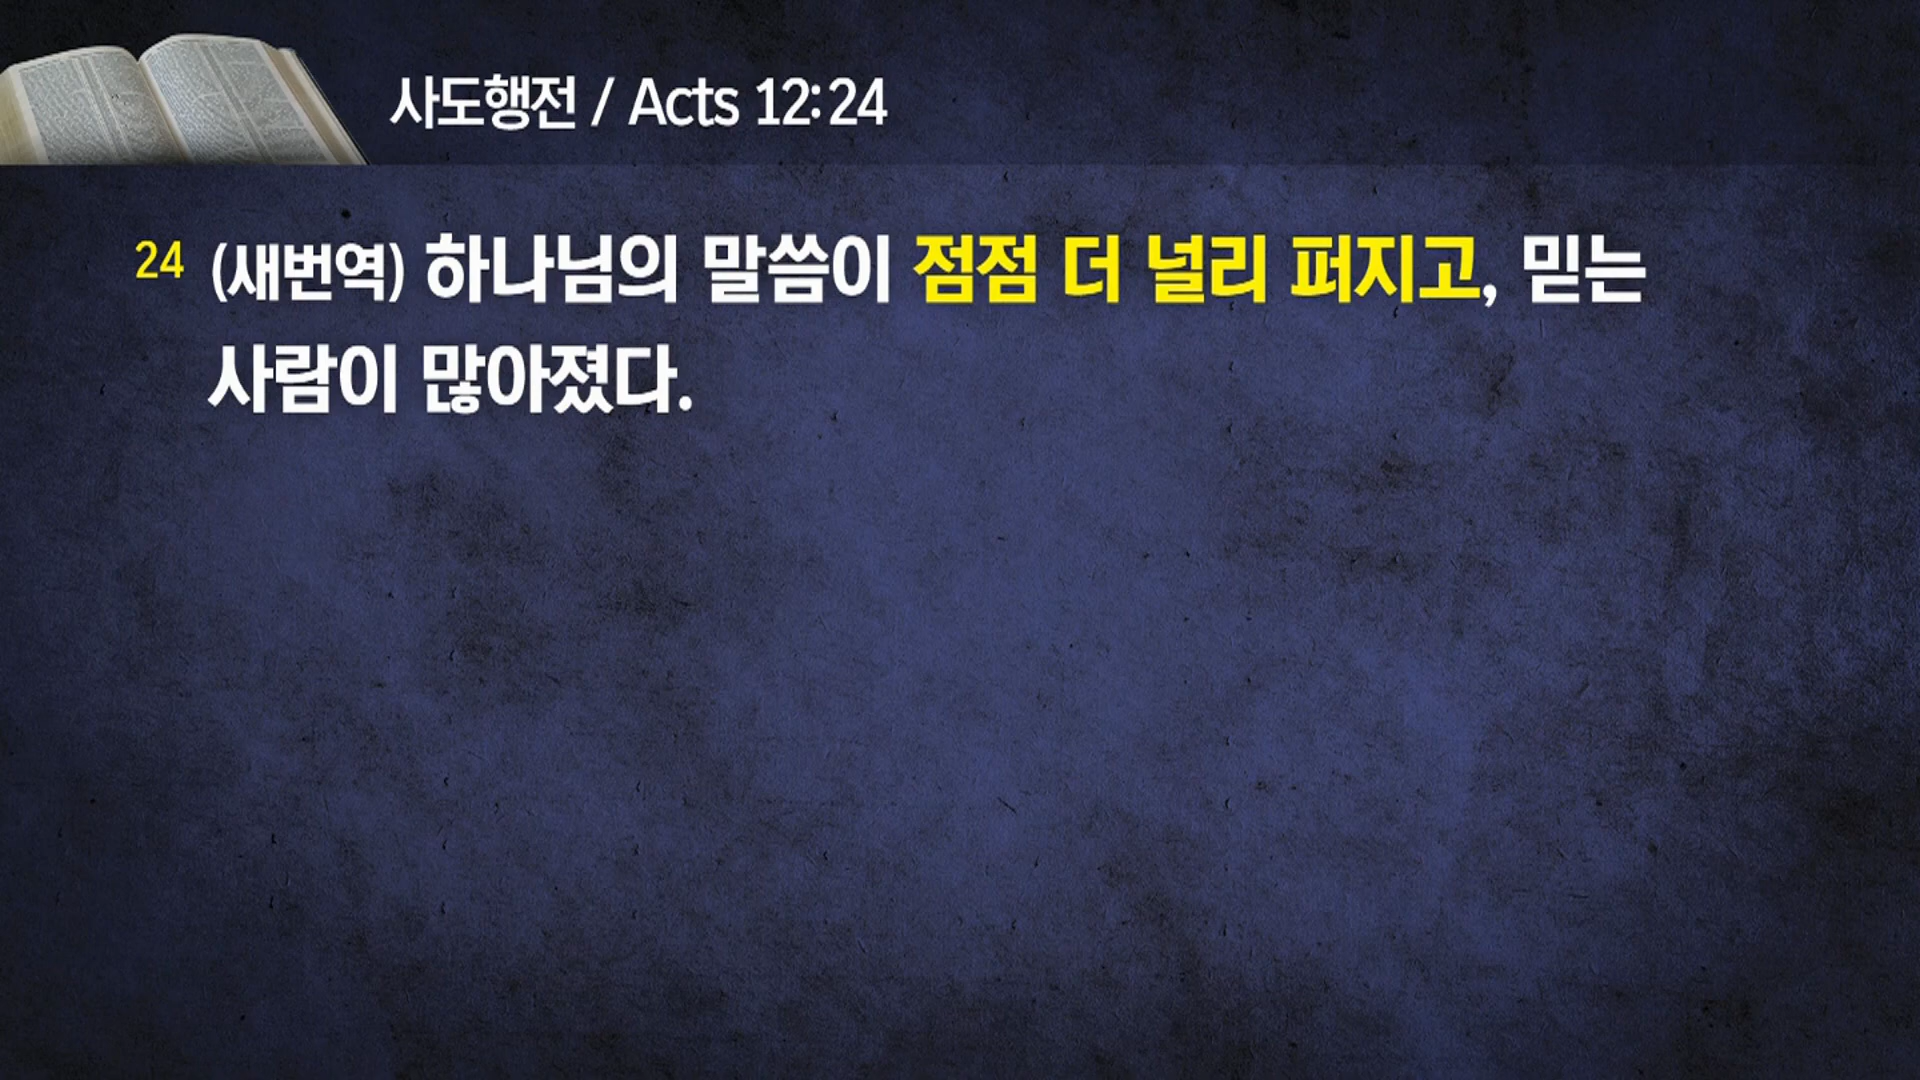 사도행전 / Acts 12:24
24 (새번역) 하나님의 말씀이 점점 더 널리 퍼지고, 믿는
사람이 많아졌다.